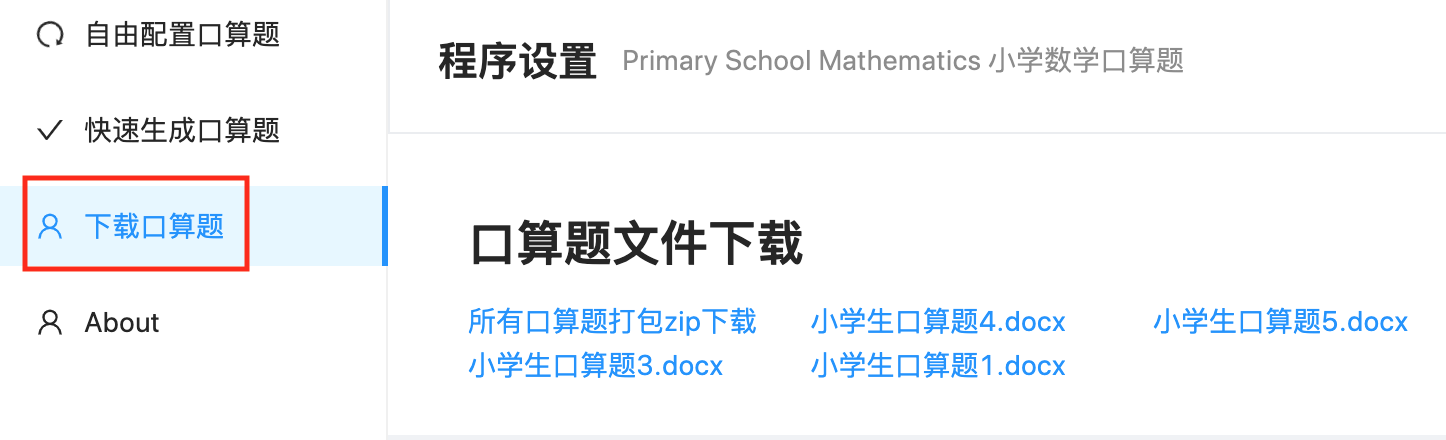 自由配置口算题
快速生成口算题
下载口算题
About
程序设置 Primary School Mathematics 小学数学口算题
口算题文件下载
所有口算题打包zip下载 小学生口算题4.docx 小学生口算题5.docx
小学生口算题3.docx 小学生口算题1.docx